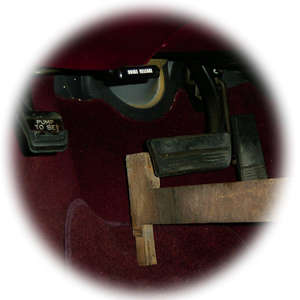 BRAKE RELEASE
PUMP
TO SET